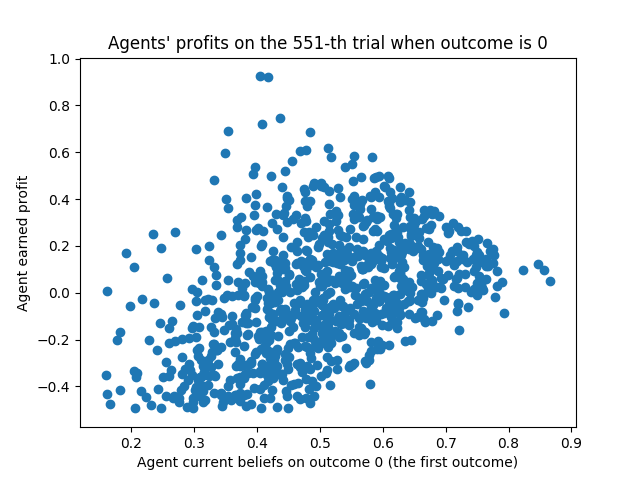 Agents' profits on the 551-th trial when outcome is 0
1.0
0.8
0.6
0.4
0.2
0.0
−0.2
−0.4
Agent earned profit
0.2 0.3 0.4 0.5 0.6 0.7 0.8 0.9
Agent current beliefs on outcome 0 (the first outcome)